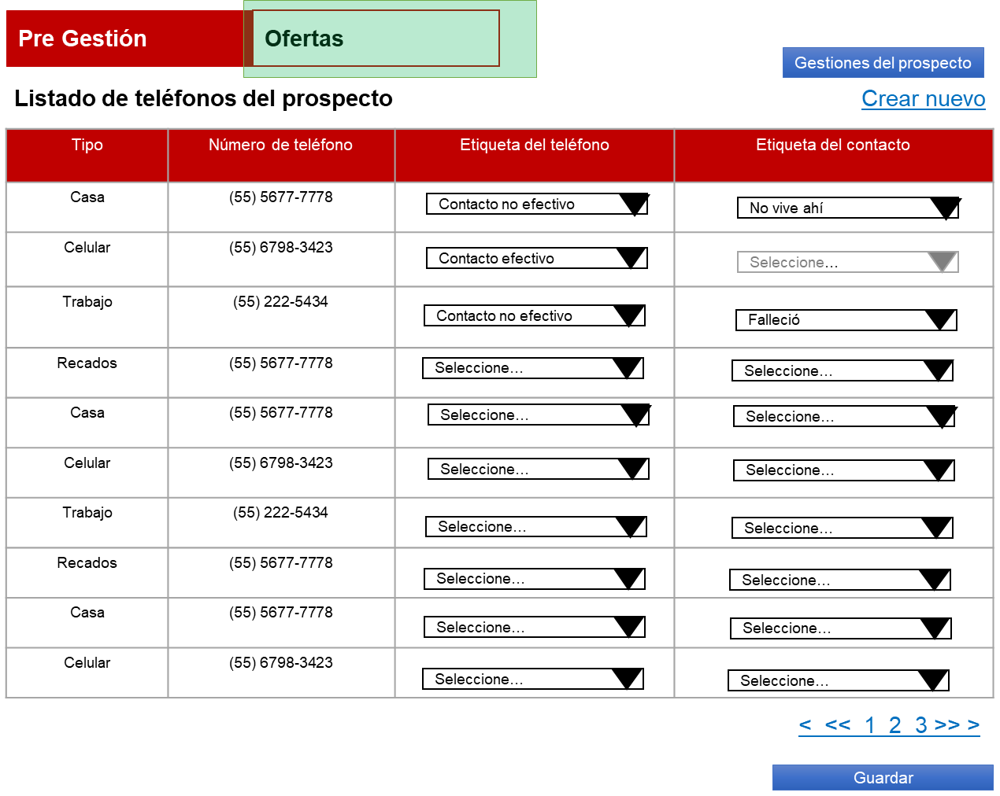 Pre Gestión Ofertas
Gestiones del prospecto
Listado de teléfonos del prospecto Crear nuevo
Tipo Número de teléfono Etiqueta del teléfono Etiqueta del contacto
Casa (55) 5677-7778 Contacto no efectivo No vive ahí
Celular (55) 6798-3423 Contacto efectivo Seleccione...
Trabajo (55) 222-5434 Contacto no efectivo Falleció
Recados (55) 5677-7778 Seleccione... Seleccione...
Casa (55) 5677-7778 Seleccione... Seleccione...
Celular (55) 6798-3423 Seleccione... Seleccione...
Trabajo (55) 222-5434 Seleccione... Seleccione...
Recados (55) 5677-7778 Seleccione... Seleccione...
Casa (55) 5677-7778 Seleccione... Seleccione...
Celular (55) 6798-3423 Seleccione... Seleccione...
< << 1 2 3 >> >
Guardar